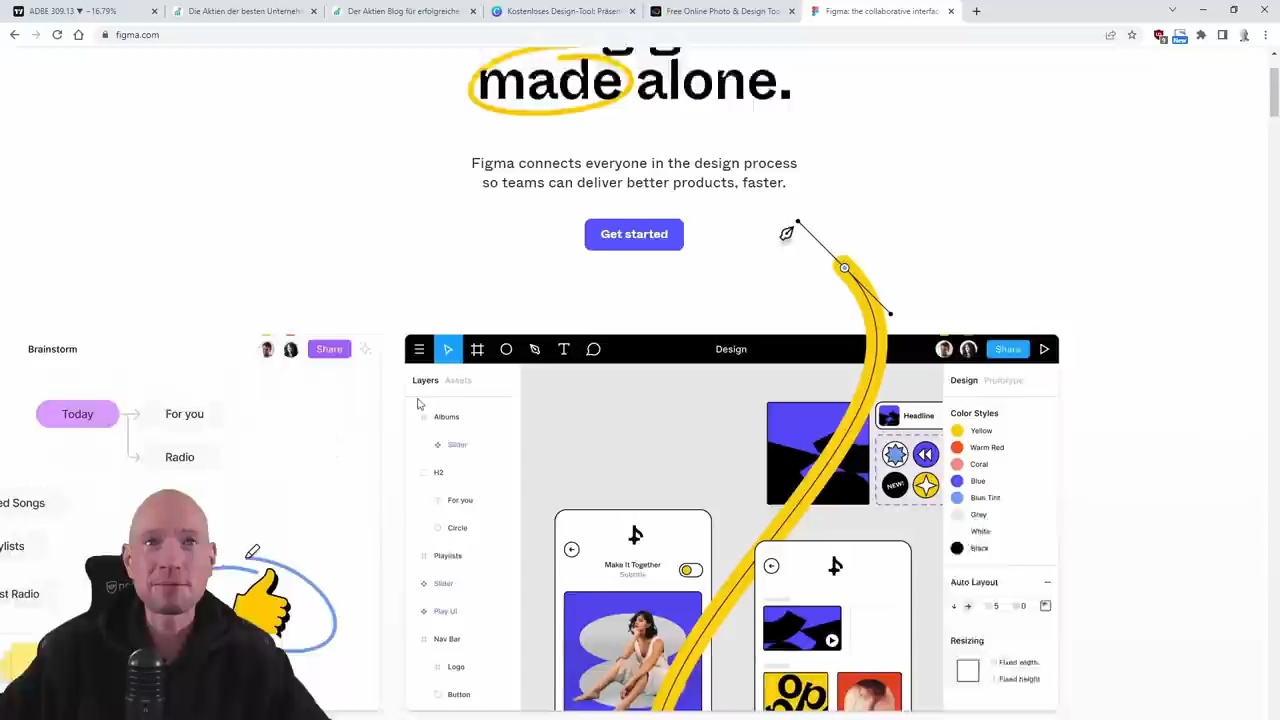 ADBE 309.13 ▼ −16.79%
Die Aktien der besten Unternehm
Der Aktien Blog für erfolgreiche
Kostenloses Design-Tool: Präsen
Free Online Photo & Design Too
Figma: the collaborative interfac
figma.com
New
made alone.
Figma connects everyone in the design process
so teams can deliver better products, faster.
Get started
Brainstorm
Share
Design
Share
Layers Assets
Design Prototype
Today
For you
Radio
ed Songs
ylists
st Radio
Albums
Slider
H2
For you
Circle
Playlists
Slider
Play UI
Nav Bar
Logo
Button
Make It Together
Subtitle
Headline
NEW!
Color Styles
Yellow
Warm Red
Coral
Blue
Blue Tint
Grey
White
Black
Auto Layout
5
0
Resizing
Fixed width
Fixed height